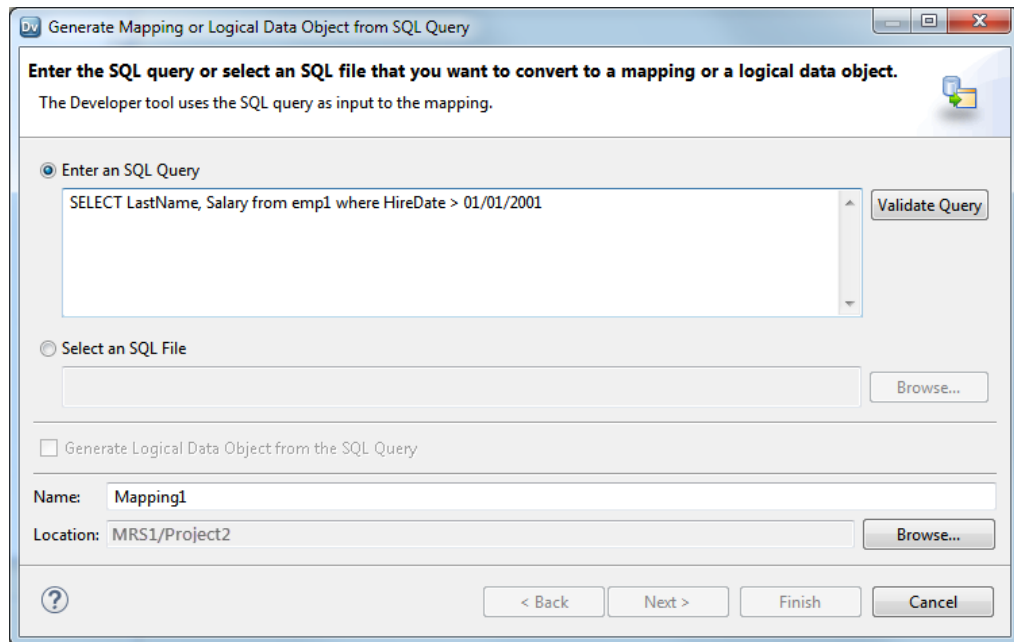 Dv Generate Mapping or Logical Data Object from SQL Query
Enter the SQL query or select an SQL file that you want to convert to a mapping or a logical data object.
The Developer tool uses the SQL query as input to the mapping.
Enter an SQL Query
SELECT LastName, Salary from emp1 where HireDate > 01/01/2001
Validate Query
Select an SQL File
Browse...
Generate Logical Data Object from the SQL Query
Name: Mapping1
Location: MRS1/Project2 Browse...
? < Back Next > Finish Cancel